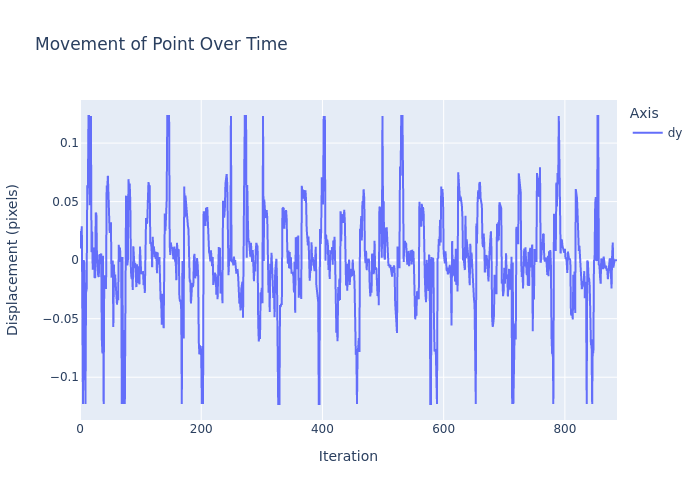 Movement of Point Over Time
Axis
dy
0.1
0.05
0
−0.05
−0.1
Displacement (pixels)
0
200
400
600
800
Iteration